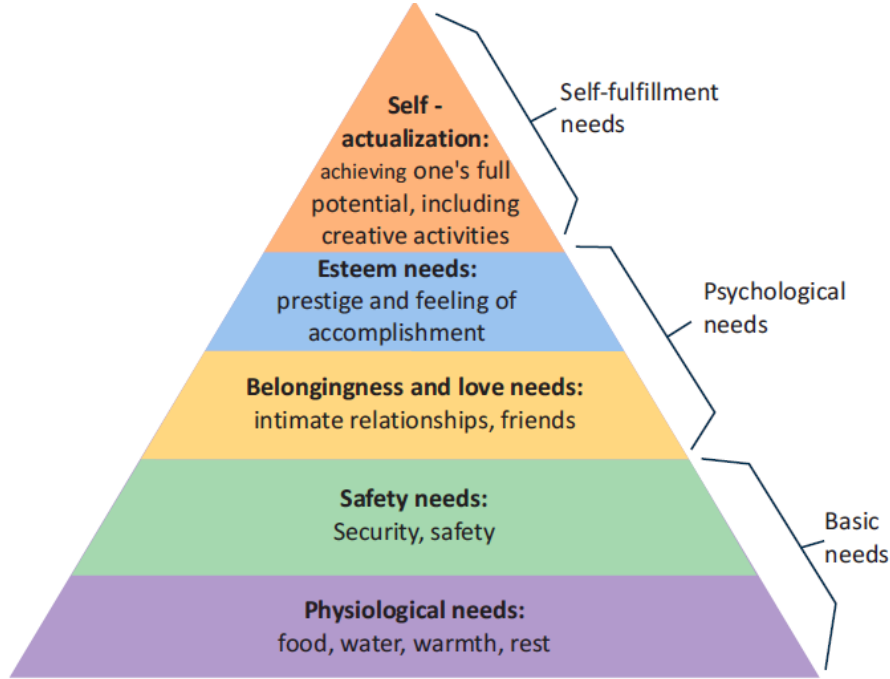 Self -
actualization:
achieving one's full
potential, including
creative activities
Esteem needs:
prestige and feeling of
accomplishment
Belongingness and love needs:
intimate relationships, friends
Safety needs:
Security, safety
Physiological needs:
food, water, warmth, rest
Self-fulfillment
needs
Psychological
needs
Basic
needs